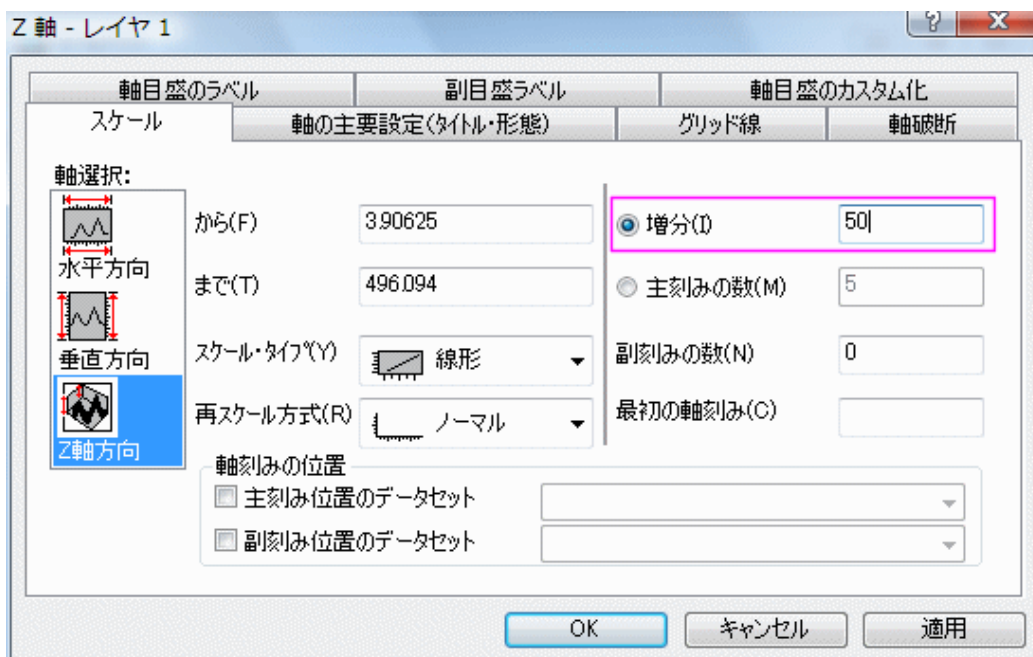 Z 軸 - レイヤ 1
軸目盛のラベル 副目盛ラベル 軸目盛のカスタム化
スケール 軸の主要設定(タイトル・形態) グリッド線 軸破断
軸選択:
水平方向
垂直方向
Z軸方向
から(F) 3.90625
まで(T) 496.094
スケール・タイプ(Y) 線形
再スケール方式(R) ノーマル
増分(I) 50
主刻みの数(M) 5
副刻みの数(N) 0
最初の軸刻み(C)
軸刻みの位置
主刻み位置のデータセット
副刻み位置のデータセット
OK キャンセル 適用